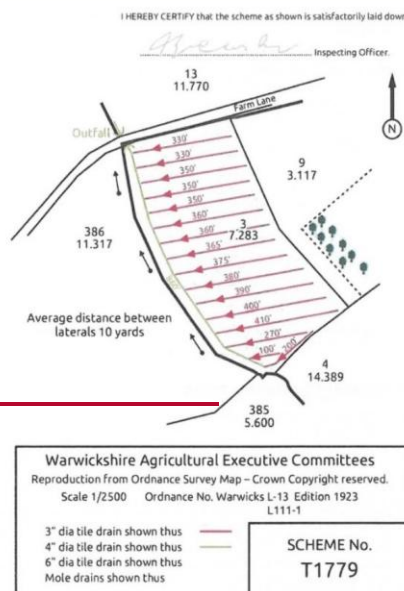 I HEREBY CERTIFY that the scheme as shown is satisfactorily laid down
Inspecting Officer.
13
11.770
Farm Lane
Outfall
N
330'
330'
350'
350'
350'
360'
360'
365'
375'
380'
390'
400'
410'
270'
100'
200'
9
3.117
3
7.283
386
11.317
Average distance between
laterals 10 yards
4
14.389
385
5.600
Warwickshire Agricultural Executive Committees
Reproduction from Ordnance Survey Map – Crown Copyright reserved.
Scale 1/2500 Ordnance No. Warwicks L-13 Edition 1923
L111-1
3" dia tile drain shown thus
4" dia tile drain shown thus
6" dia tile drain shown thus
Mole drains shown thus
SCHEME No.
T1779